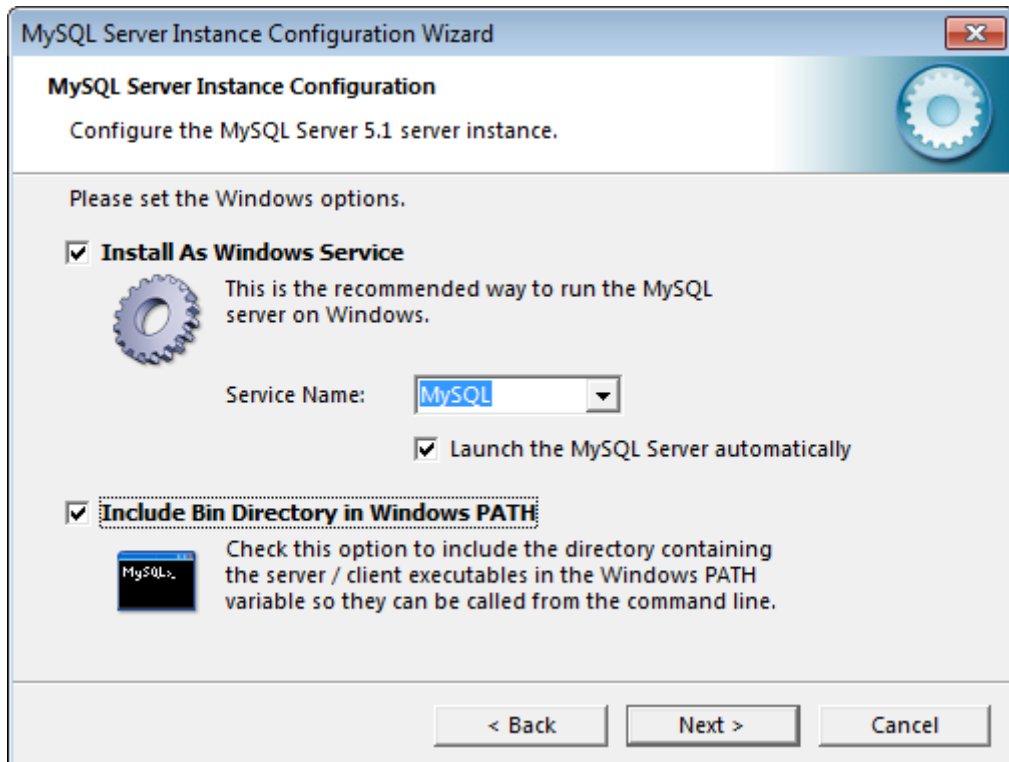 MySQL Server Instance Configuration Wizard
MySQL Server Instance Configuration
Configure the MySQL Server 5.1 server instance.
Please set the Windows options.
Install As Windows Service
This is the recommended way to run the MySQL
server on Windows.
Service Name: MySQL
Launch the MySQL Server automatically
Include Bin Directory in Windows PATH
MySQL>_
Check this option to include the directory containing
the server / client executables in the Windows PATH
variable so they can be called from the command line.
< Back Next > Cancel